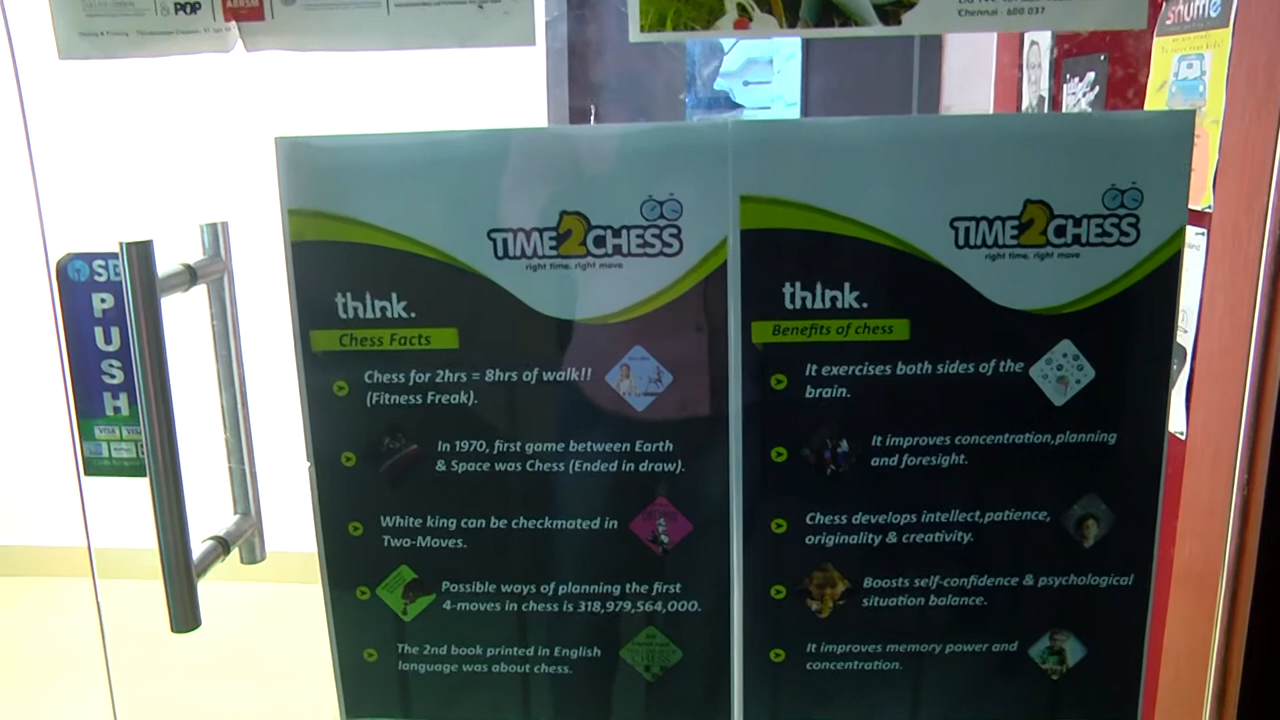 & POP
ABRSM
Chennai - 600 037
shuffle
SB
PUSH
VISA
TIME2CHESS
right time. right move
think.
Chess Facts
Chess for 2hrs = 8hrs of walk!!
(Fitness Freak).
In 1970, first game between Earth
& Space was Chess (Ended in draw).
White king can be checkmated in
Two-Moves.
Possible ways of planning the first
4-moves in chess is 318,979,564,000.
The 2nd book printed in English
language was about chess.
TIME2CHESS
right time. right move
think.
Benefits of chess
It exercises both sides of the
brain.
It improves concentration,planning
and foresight.
Chess develops intellect,patience,
originality & creativity.
Boosts self-confidence & psychological
situation balance.
It improves memory power and
concentration.